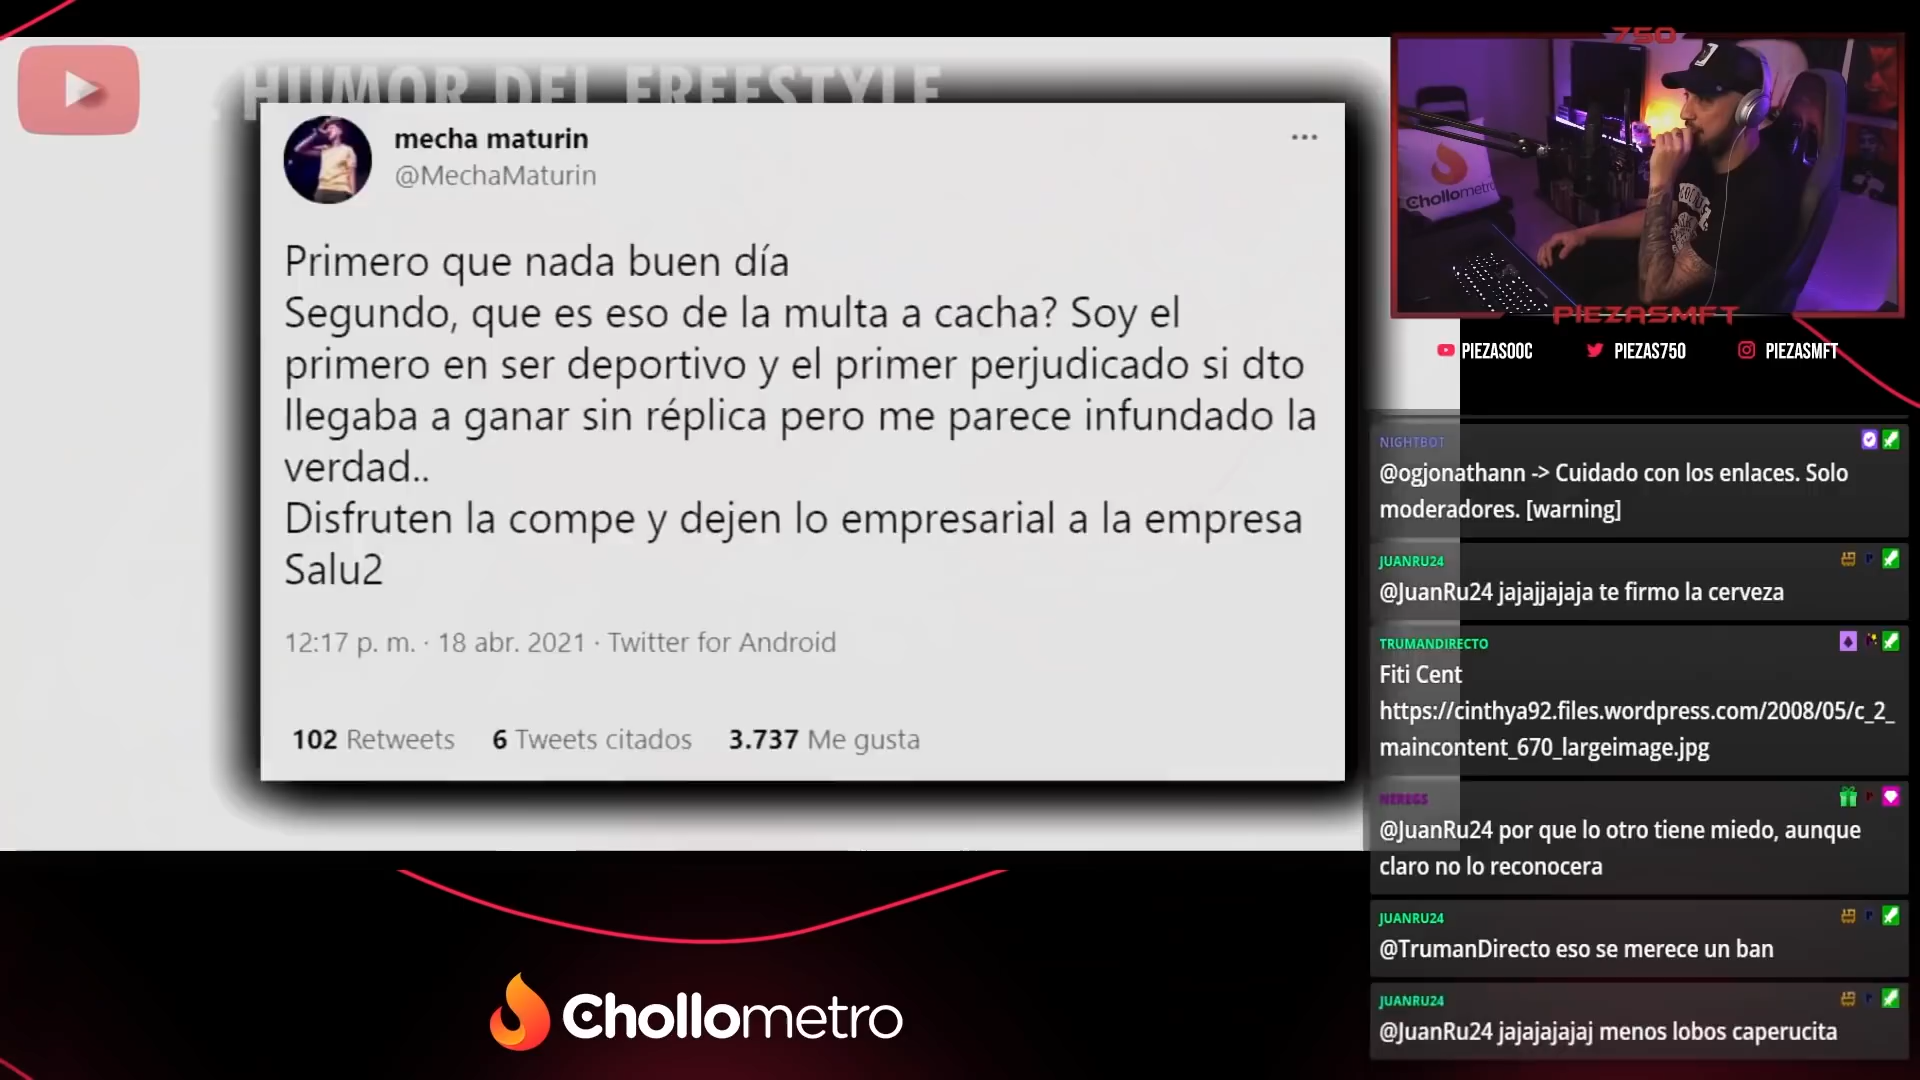 HUMOR DEL FREESTYLE
mecha maturin
@MechaMaturin
Primero que nada buen día
Segundo, que es eso de la multa a cacha? Soy el
primero en ser deportivo y el primer perjudicado si dto
llegaba a ganar sin réplica pero me parece infundado la
verdad..
Disfruten la compe y dejen lo empresarial a la empresa
Salu2
12:17 p. m. · 18 abr. 2021 · Twitter for Android
102 Retweets 6 Tweets citados 3.737 Me gusta
Chollometro
750
Chollometro
PIEZASMFT
PIEZASOOC PIEZAS750 PIEZASMFT
NIGHTBOT
@ogjonathann -> Cuidado con los enlaces. Solo
moderadores. [warning]
JUANRU24
@JuanRu24 jajajjajaja te firmo la cerveza
TRUMANDIRECTO
Fiti Cent
https://cinthya92.files.wordpress.com/2008/05/c_2_
maincontent_670_largeimage.jpg
@JuanRu24 por que lo otro tiene miedo, aunque
claro no lo reconocera
JUANRU24
@TrumanDirecto eso se merece un ban
JUANRU24
@JuanRu24 jajajajajaj menos lobos caperucita